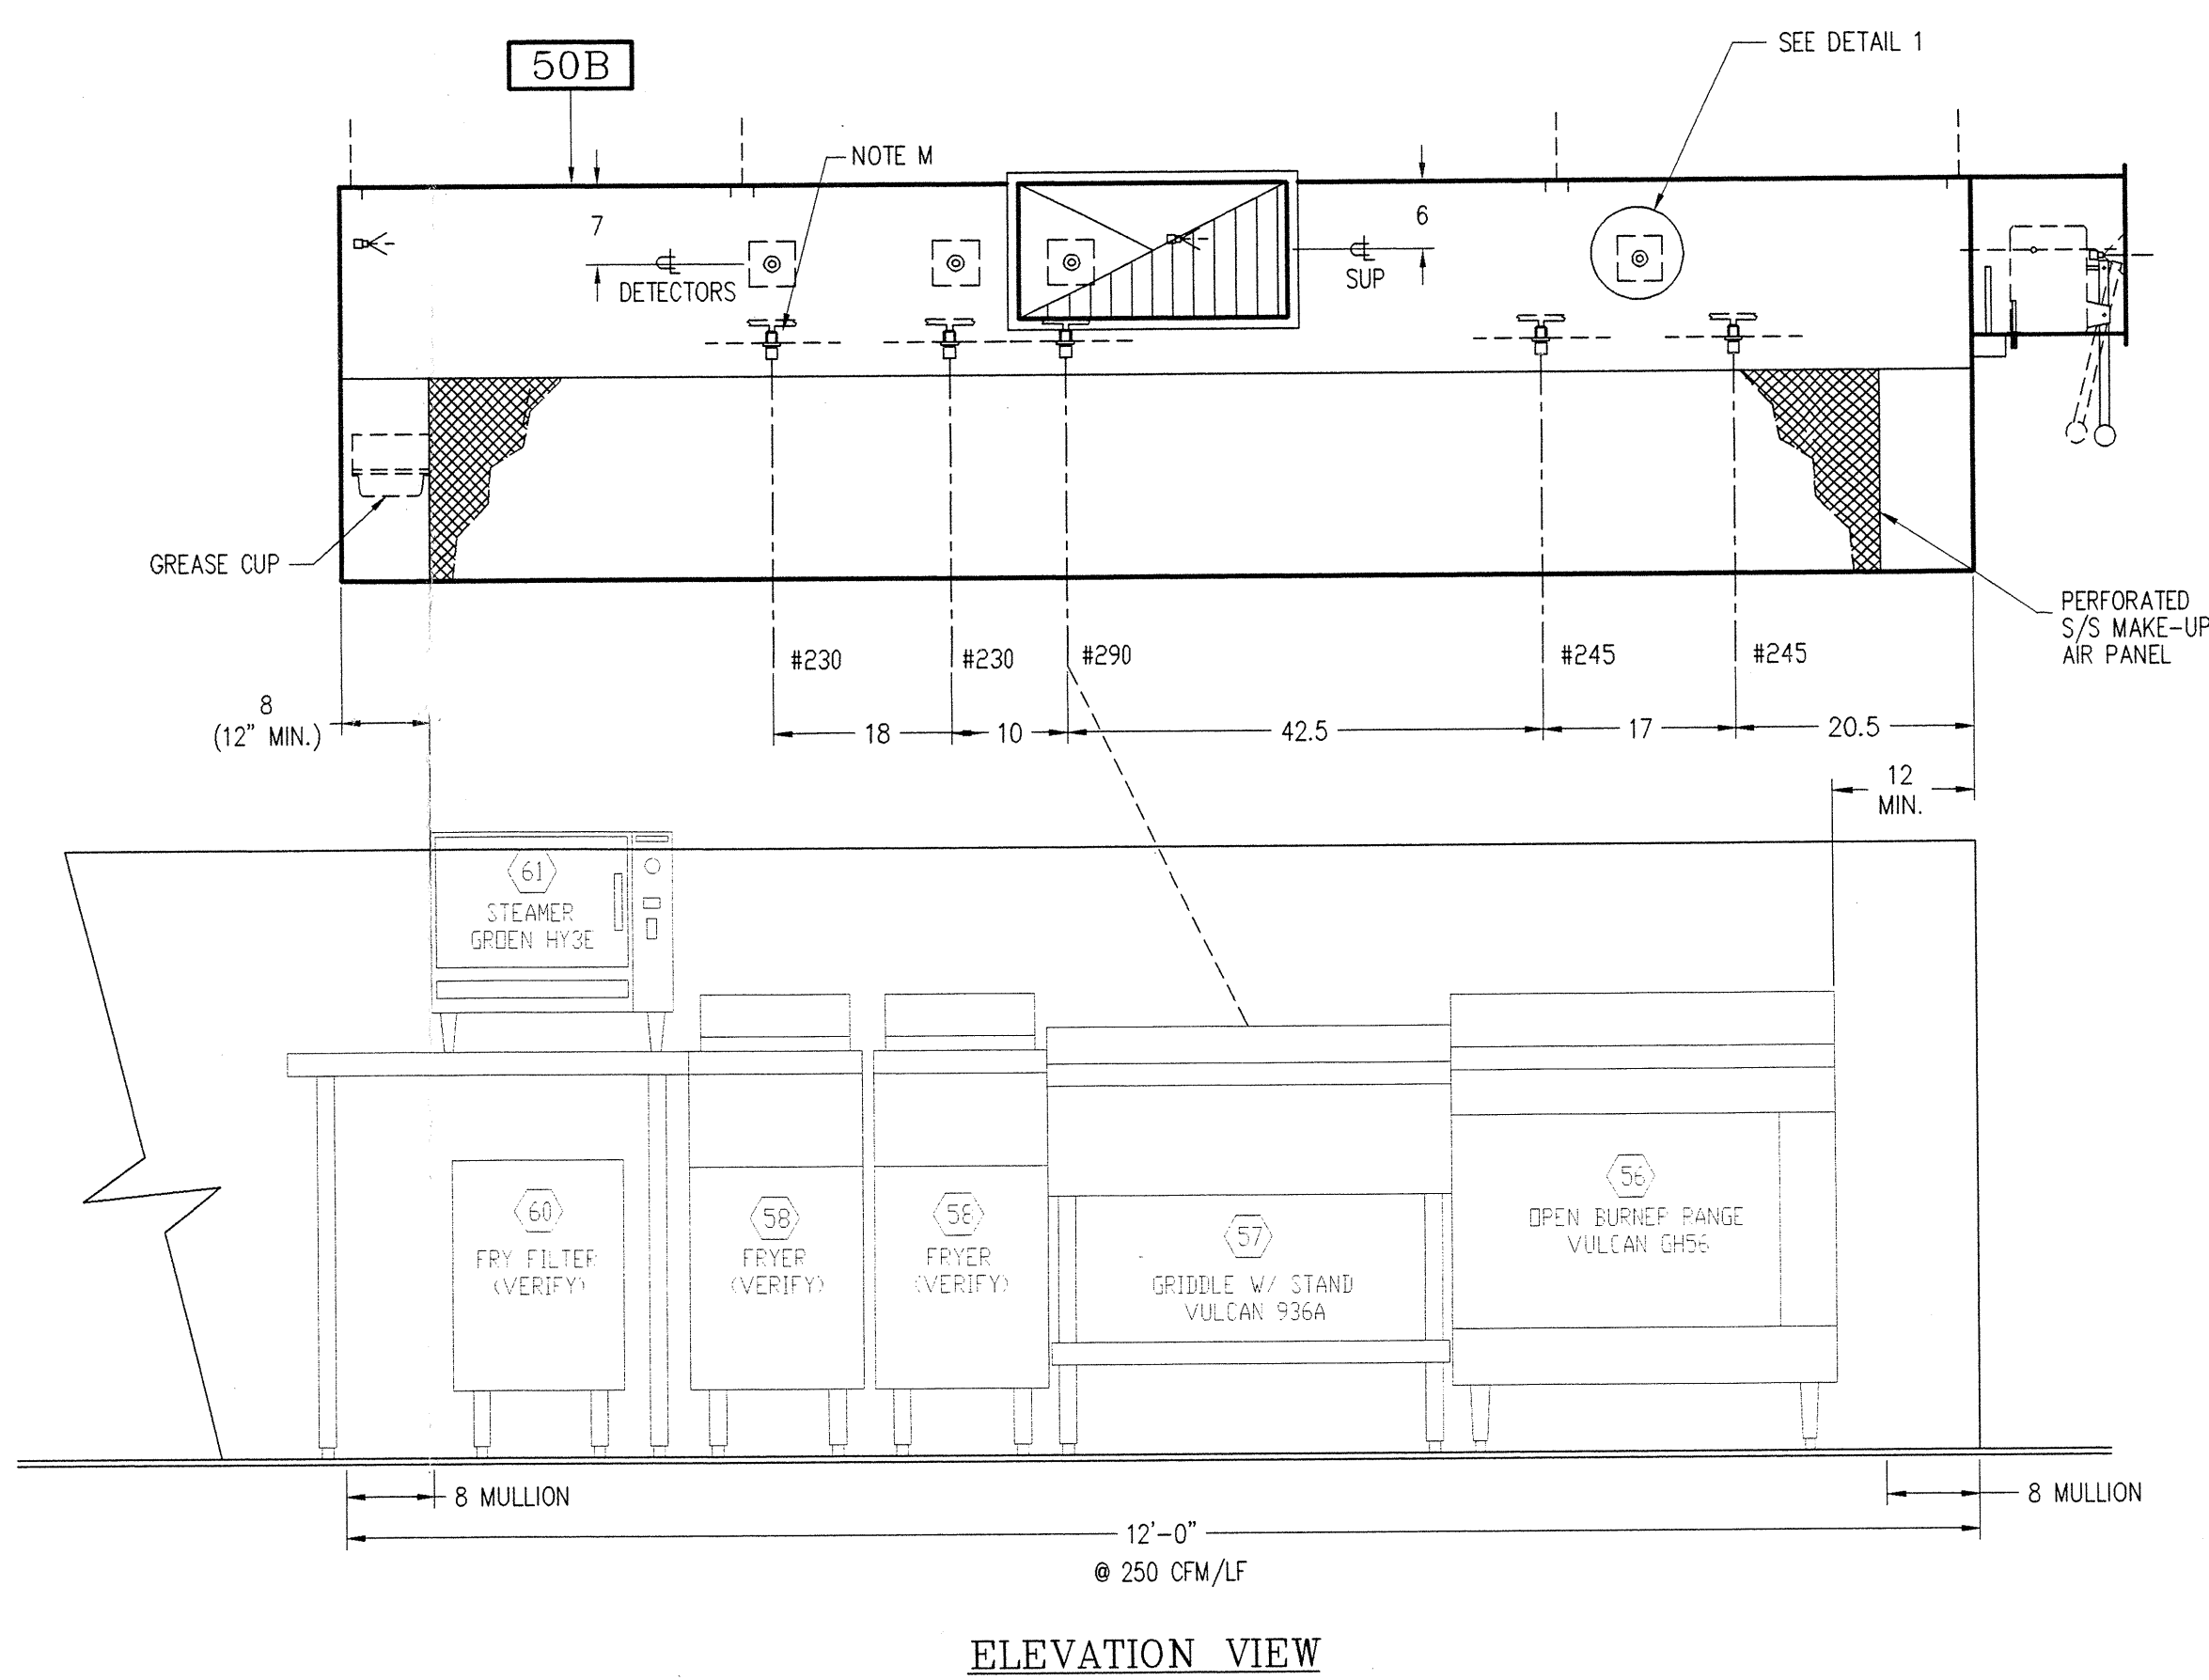 50B
SEE DETAIL 1
NOTE M
7
6
DETECTORS
SUP
GREASE CUP
PERFORATED
S/S MAKE-UP
AIR PANEL
#230
#230
#290
#245
#245
8
(12" MIN.)
18
10
42.5
17
20.5
12
MIN.
61
STEAMER
GROEN HY3E
60
FRY FILTER
(VERIFY)
58
FRYER
(VERIFY)
58
FRYER
(VERIFY)
57
GRIDDLE W/ STAND
VULCAN 936A
56
OPEN BURNER RANGE
VULCAN GH56
8 MULLION
8 MULLION
12'-0"
@ 250 CFM/LF
ELEVATION VIEW